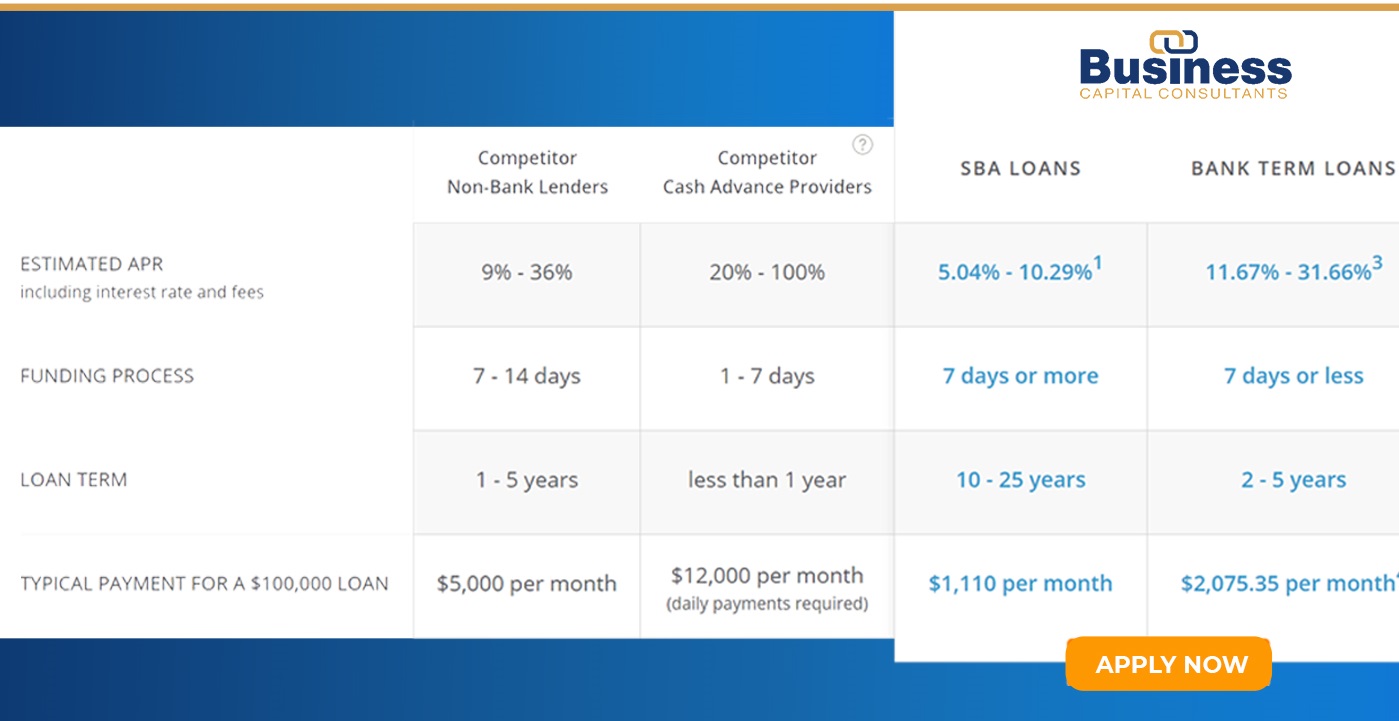 Business
CAPITAL CONSULTANTS
Competitor
Non-Bank Lenders
Competitor
Cash Advance Providers
?
SBA LOANS
BANK TERM LOANS
ESTIMATED APR
including interest rate and fees
9% - 36%
20% - 100%
5.04% - 10.29%1
11.67% - 31.66%3
FUNDING PROCESS
7 - 14 days
1 - 7 days
7 days or more
7 days or less
LOAN TERM
1 - 5 years
less than 1 year
10 - 25 years
2 - 5 years
TYPICAL PAYMENT FOR A $100,000 LOAN
$5,000 per month
$12,000 per month
(daily payments required)
$1,110 per month
$2,075.35 per month
APPLY NOW